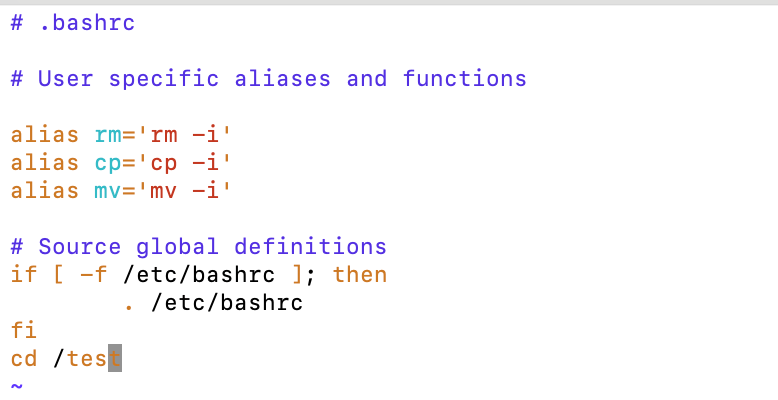 # .bashrc
# User specific aliases and functions
alias rm='rm -i'
alias cp='cp -i'
alias mv='mv -i'
# Source global definitions
if [ -f /etc/bashrc ]; then
        . /etc/bashrc
fi
cd /test
~